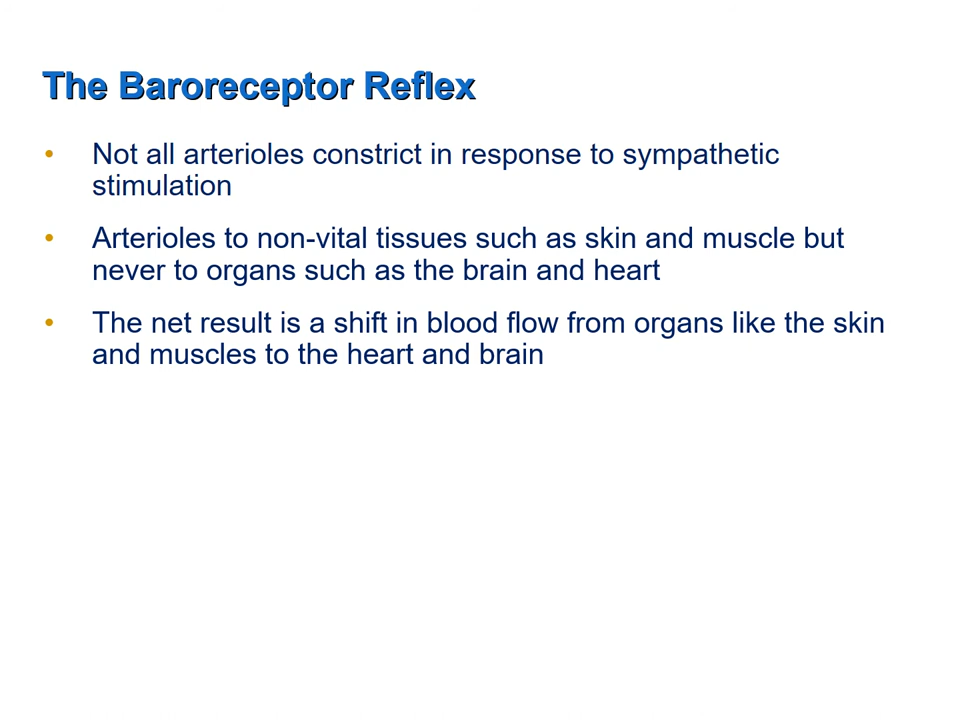 The Baroreceptor Reflex
• Not all arterioles constrict in response to sympathetic
stimulation
• Arterioles to non-vital tissues such as skin and muscle but
never to organs such as the brain and heart
• The net result is a shift in blood flow from organs like the skin
and muscles to the heart and brain